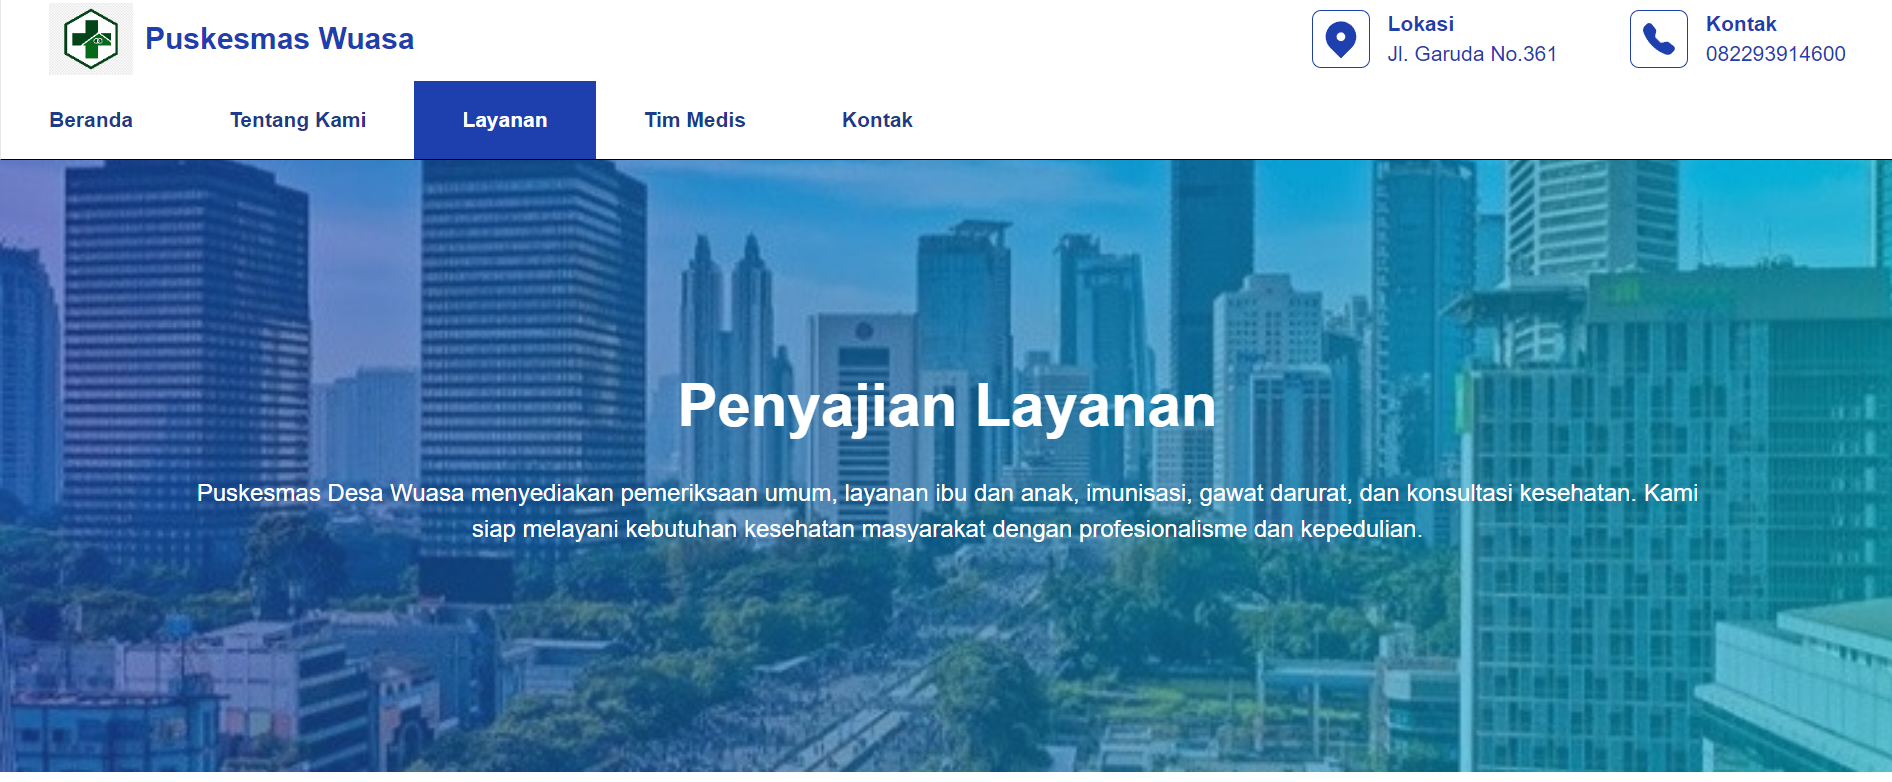 Puskesmas Wuasa
Lokasi
Jl. Garuda No.361
Kontak
082293914600
Beranda
Tentang Kami
Layanan
Tim Medis
Kontak
Penyajian Layanan
Puskesmas Desa Wuasa menyediakan pemeriksaan umum, layanan ibu dan anak, imunisasi, gawat darurat, dan konsultasi kesehatan. Kami
siap melayani kebutuhan kesehatan masyarakat dengan profesionalisme dan kepedulian.